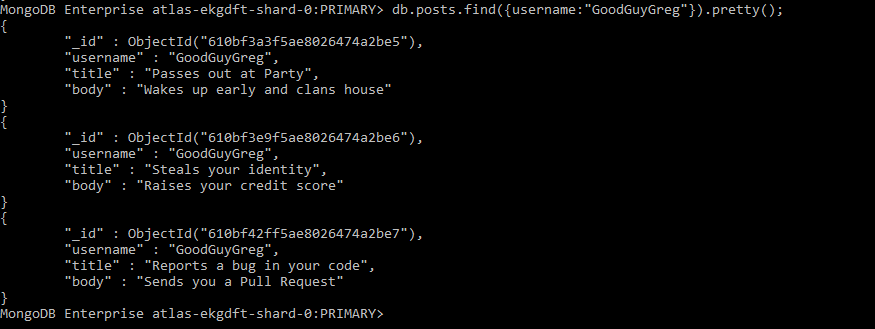 MongoDB Enterprise atlas-ekgdft-shard-0:PRIMARY> db.posts.find({username:"GoodGuyGreg"}).pretty();
{
        "_id" : ObjectId("610bf3a3f5ae8026474a2be5"),
        "username" : "GoodGuyGreg",
        "title" : "Passes out at Party",
        "body" : "Wakes up early and clans house"
}
{
        "_id" : ObjectId("610bf3e9f5ae8026474a2be6"),
        "username" : "GoodGuyGreg",
        "title" : "Steals your identity",
        "body" : "Raises your credit score"
}
{
        "_id" : ObjectId("610bf42ff5ae8026474a2be7"),
        "username" : "GoodGuyGreg",
        "title" : "Reports a bug in your code",
        "body" : "Sends you a Pull Request"
}
MongoDB Enterprise atlas-ekgdft-shard-0:PRIMARY>